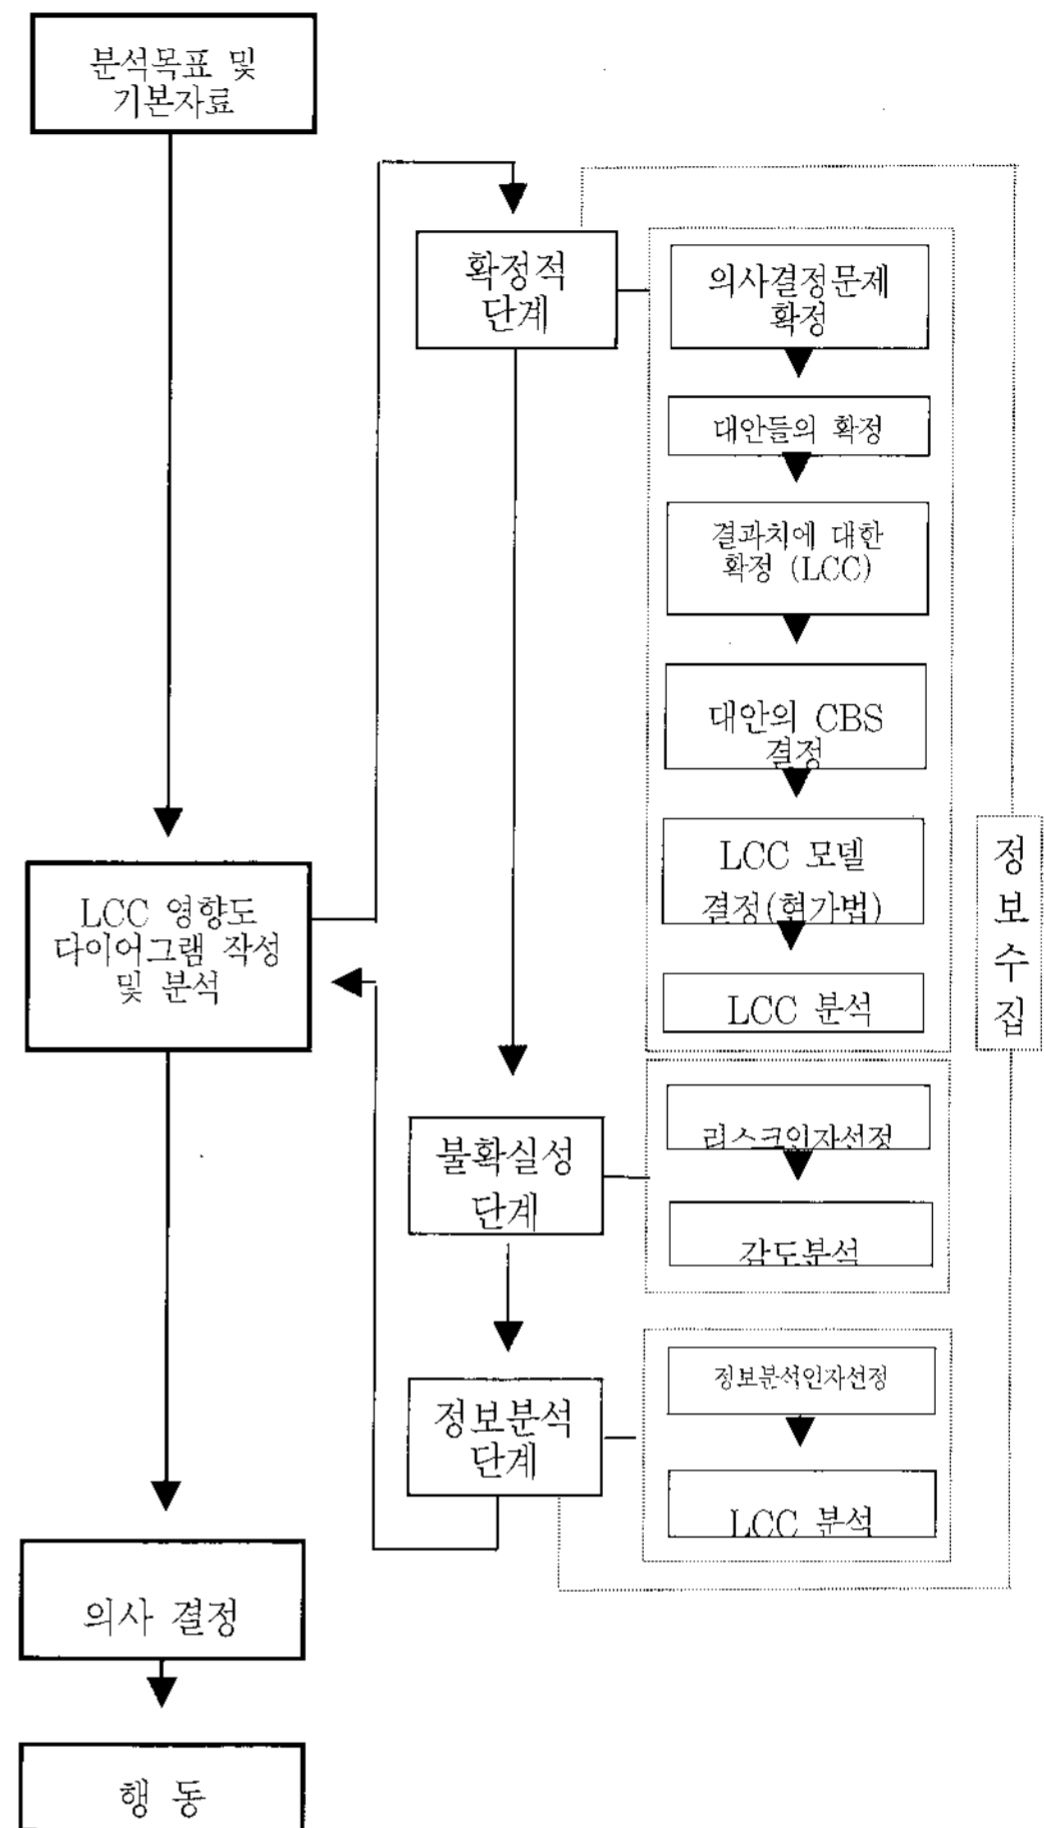 분석목표 및
기본자료
LCC 영향도
다이어그램 작성
및 분석
의사 결정
행 동
확정적
단계
불확실성
단계
정보분석
단계
의사결정문제
확정
대안들의 확정
결과치에 대한
확정 (LCC)
대안의 CBS
결정
LCC 모델
결정(현가법)
LCC 분석
리스크인자선정
감도분석
정보분석인자선정
LCC 분석
정
보
수
집